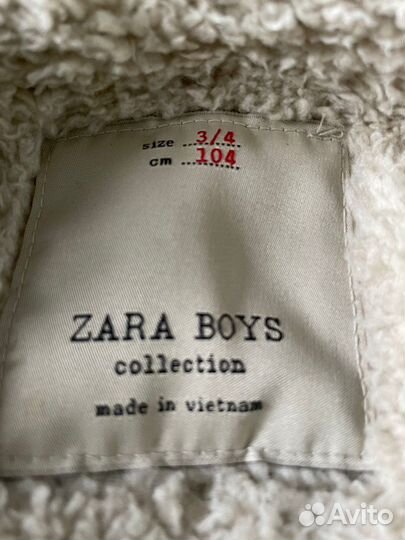 size 3/4
cm 104
ZARA BOYS
collection
made in vietnam
Avito